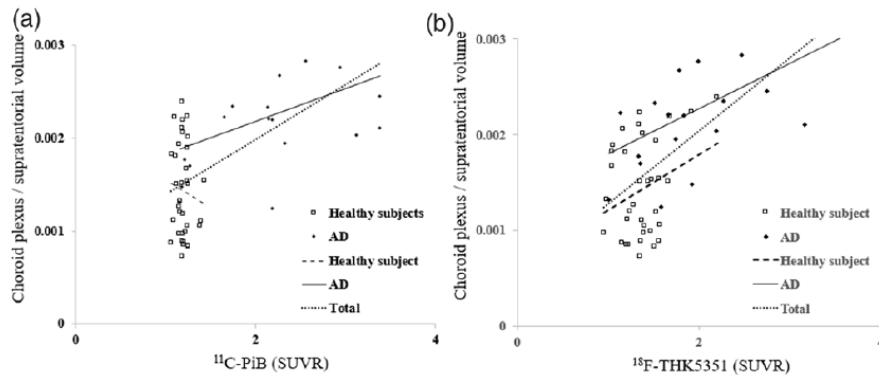 (a)
Choroid plexus / supratentorial volume
0.003
0.002
0.001
0
0
2
4
Healthy subjects
AD
Healthy subject
AD
Total
¹¹C-PiB (SUVR)
(b)
Choroid plexus / supratentorial volume
0.003
0.002
0.001
0
0
2
4
Healthy subject
AD
Healthy subject
AD
Total
¹⁸F-THK5351 (SUVR)